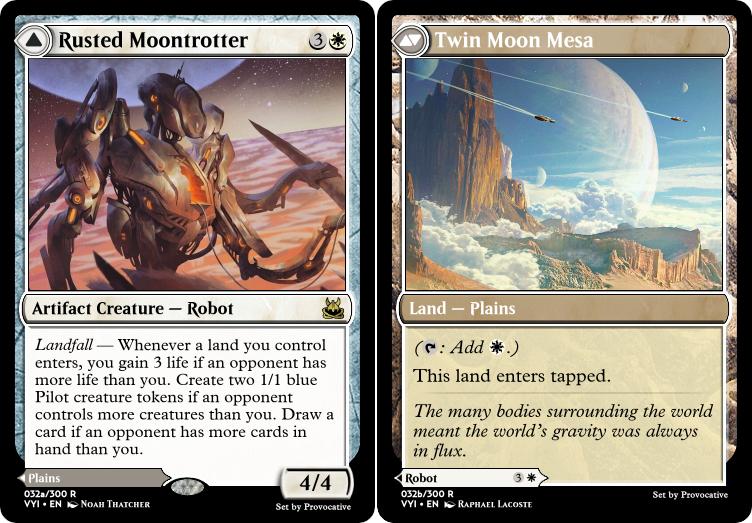 Rusted Moontrotter 3
Artifact Creature — Robot
Landfall — Whenever a land you control
enters, you gain 3 life if an opponent has
more life than you. Create two 1/1 blue
Pilot creature tokens if an opponent
controls more creatures than you. Draw a
card if an opponent has more cards in
hand than you.
Plains
4/4
032a/300 R
VYI • EN Noah Thatcher
Set by Provocative
Twin Moon Mesa
Land — Plains
( : Add .)
This land enters tapped.
The many bodies surrounding the world
meant the world's gravity was always
in flux.
Robot 3
032b/300 R
VYI • EN Raphael Lacoste
Set by Provocative